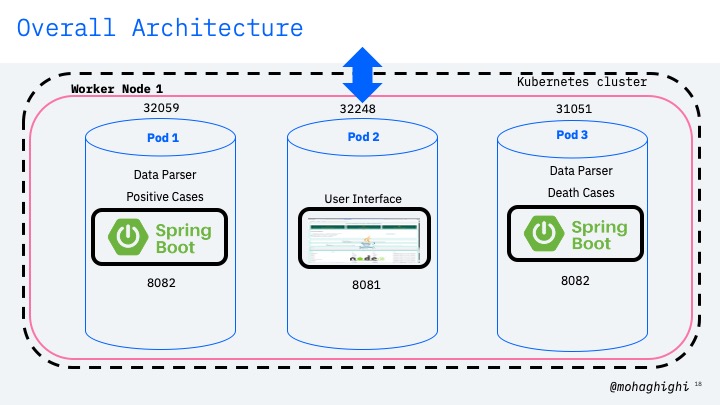 Overall Architecture
Kubernetes cluster
Worker Node 1
32059
32248
31051
Pod 1
Pod 2
Pod 3
Data Parser
Positive Cases
User Interface
Data Parser
Death Cases
Spring
Boot
node
Spring
Boot
8082
8081
8082
@mohaghighi
18